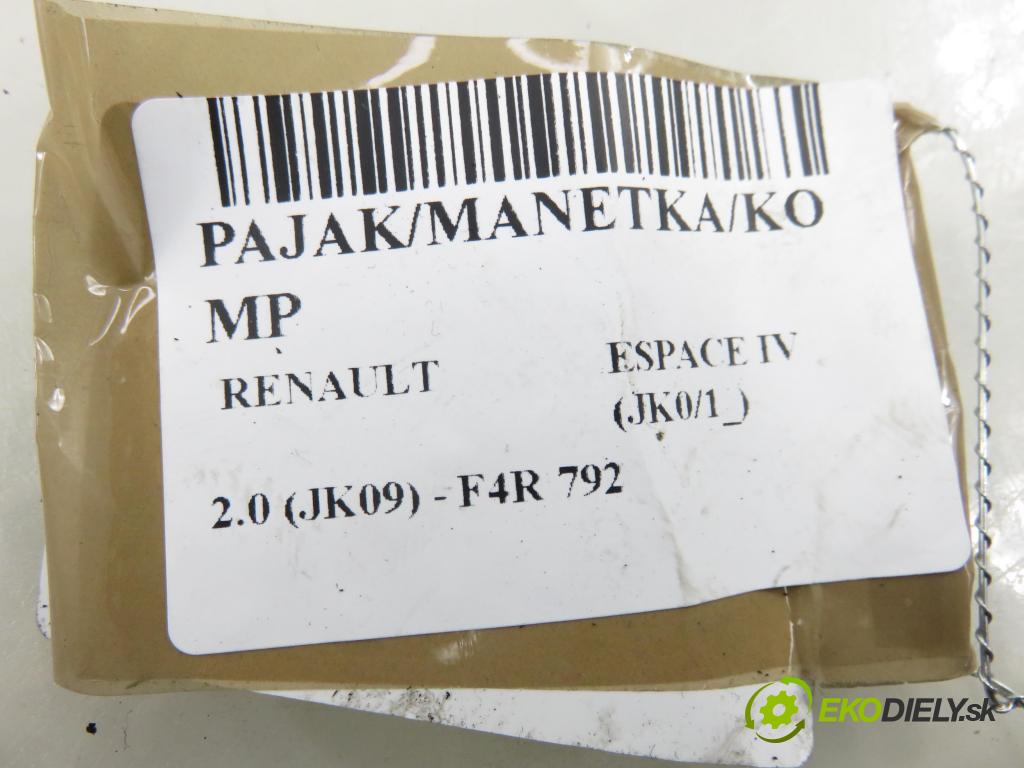 PAJAK/MANETKA/KO
MP
RENAULT
ESPACE IV
(JK0/1_)
2.0 (JK09) - F4R 792
EKODIELY.sk